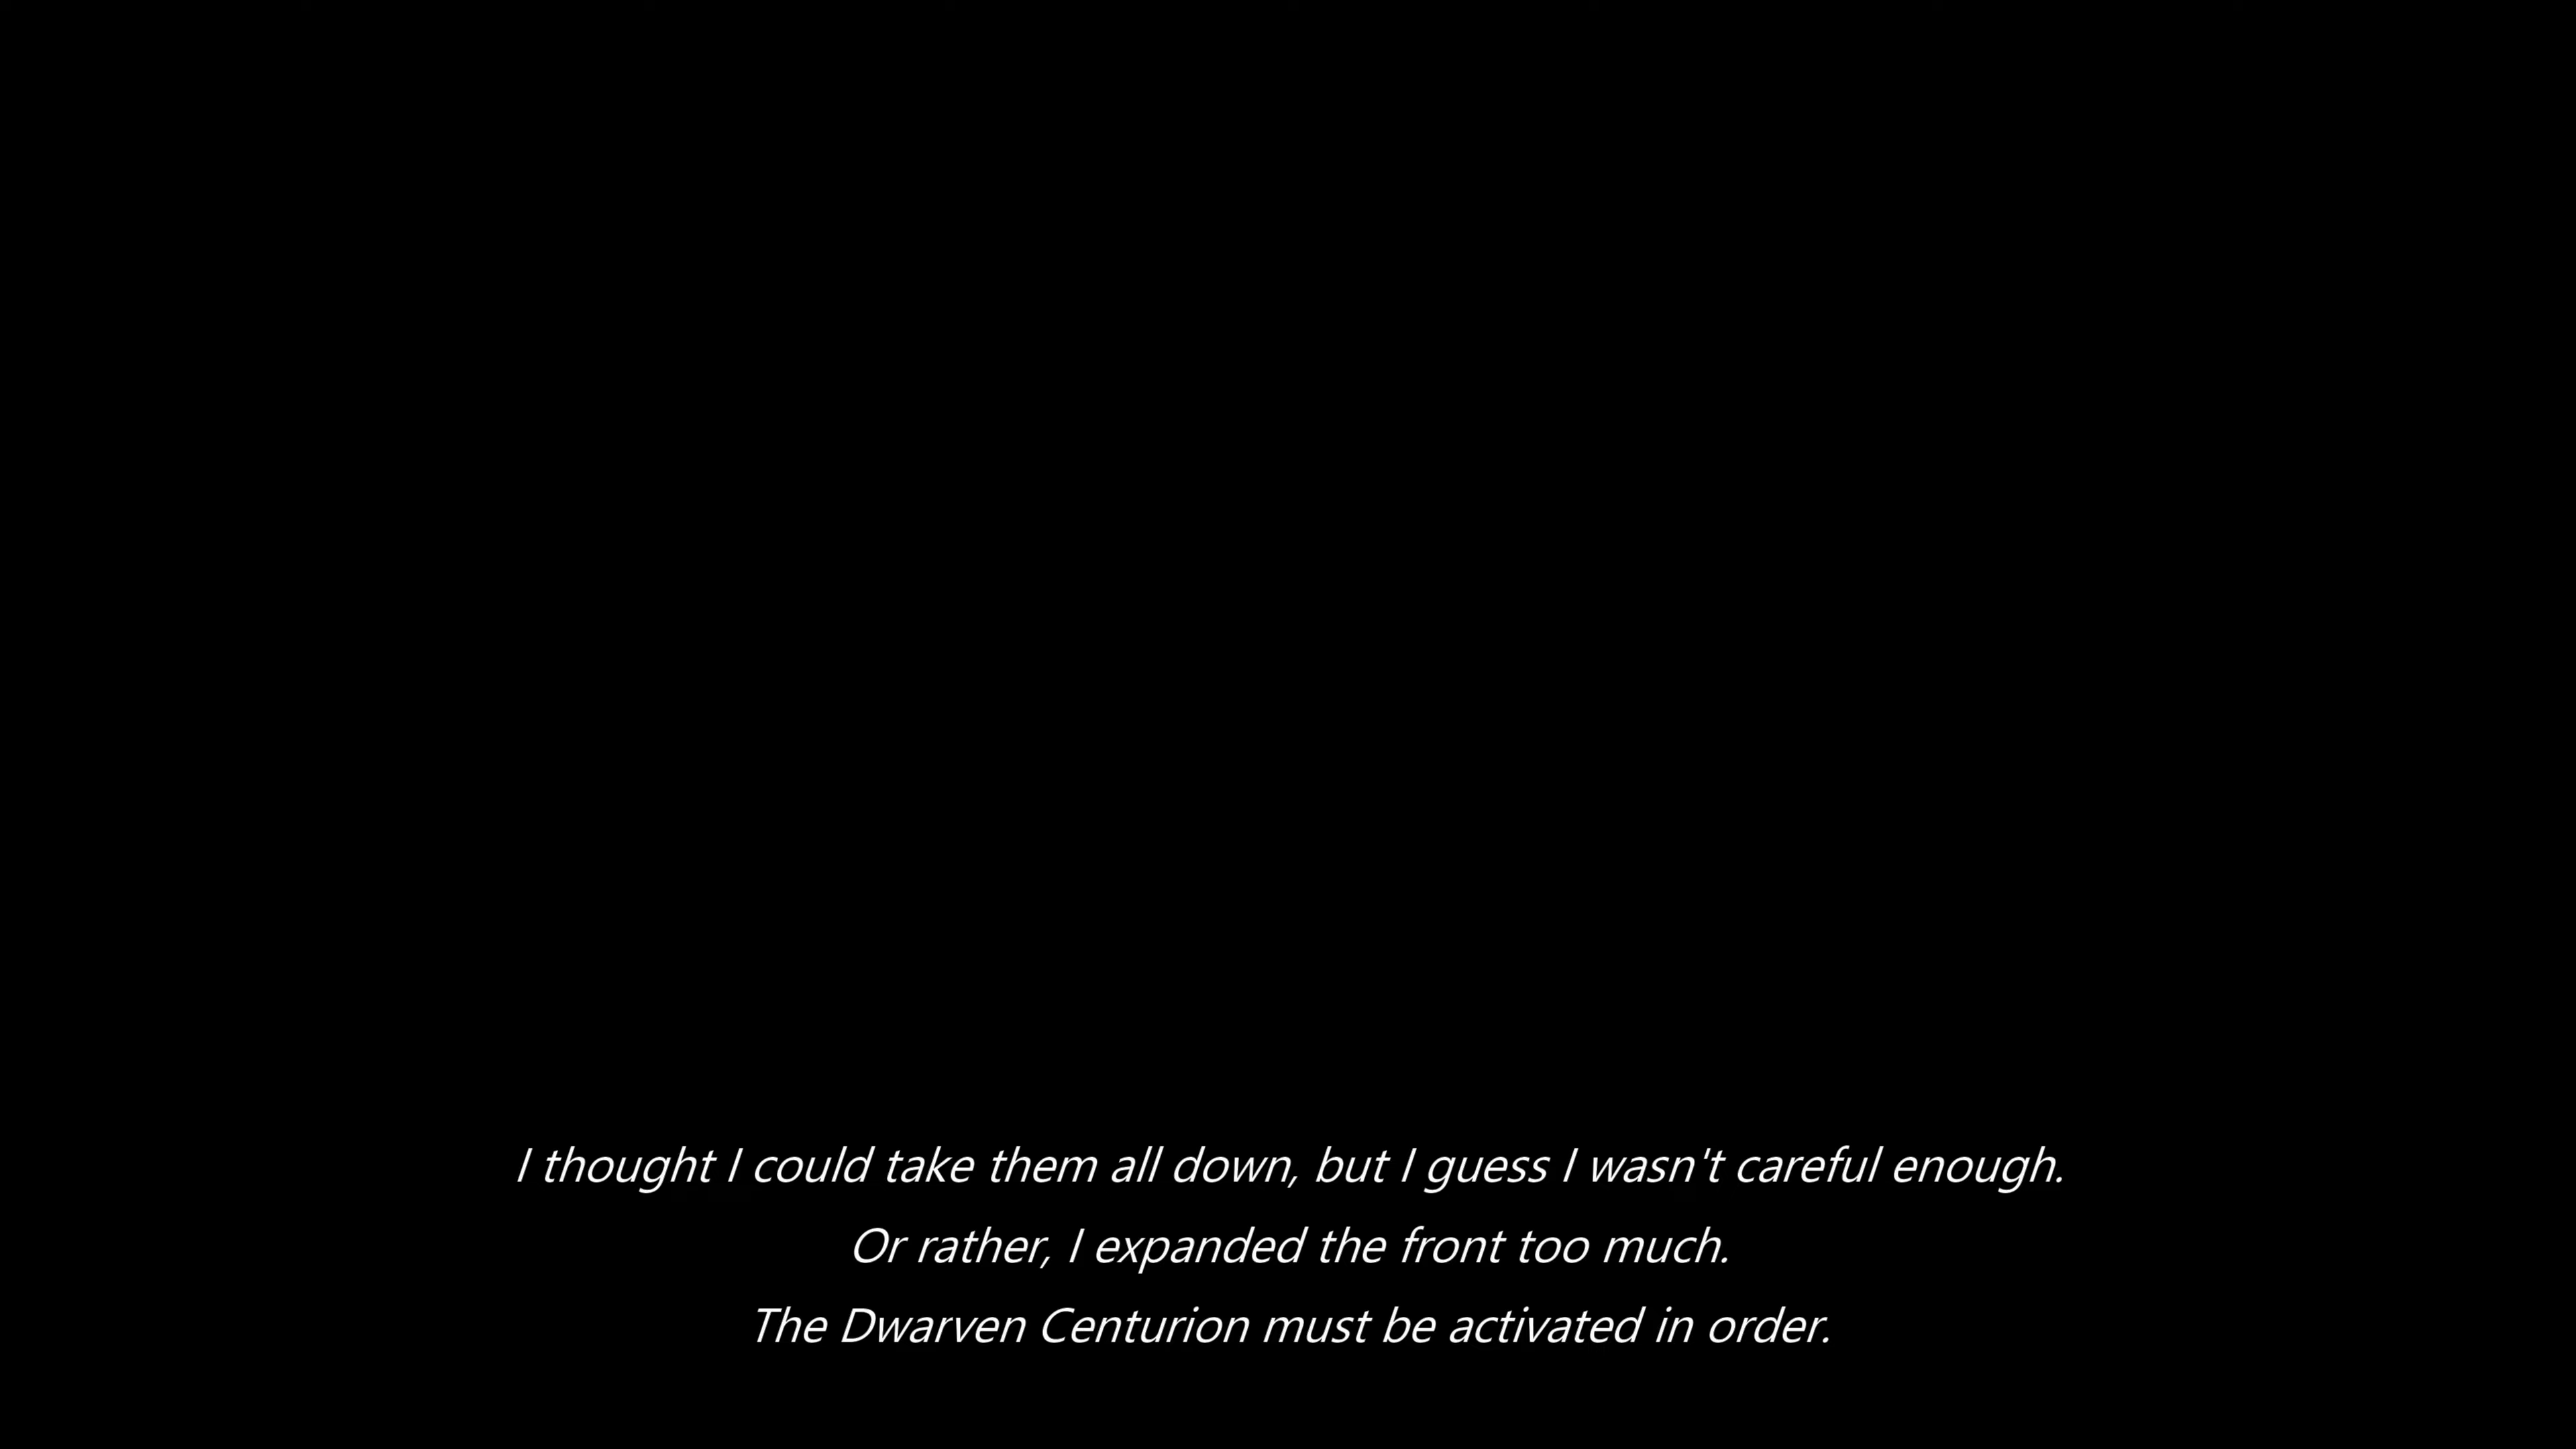 I thought I could take them all down, but I guess I wasn't careful enough.
Or rather, I expanded the front too much.
The Dwarven Centurion must be activated in order.